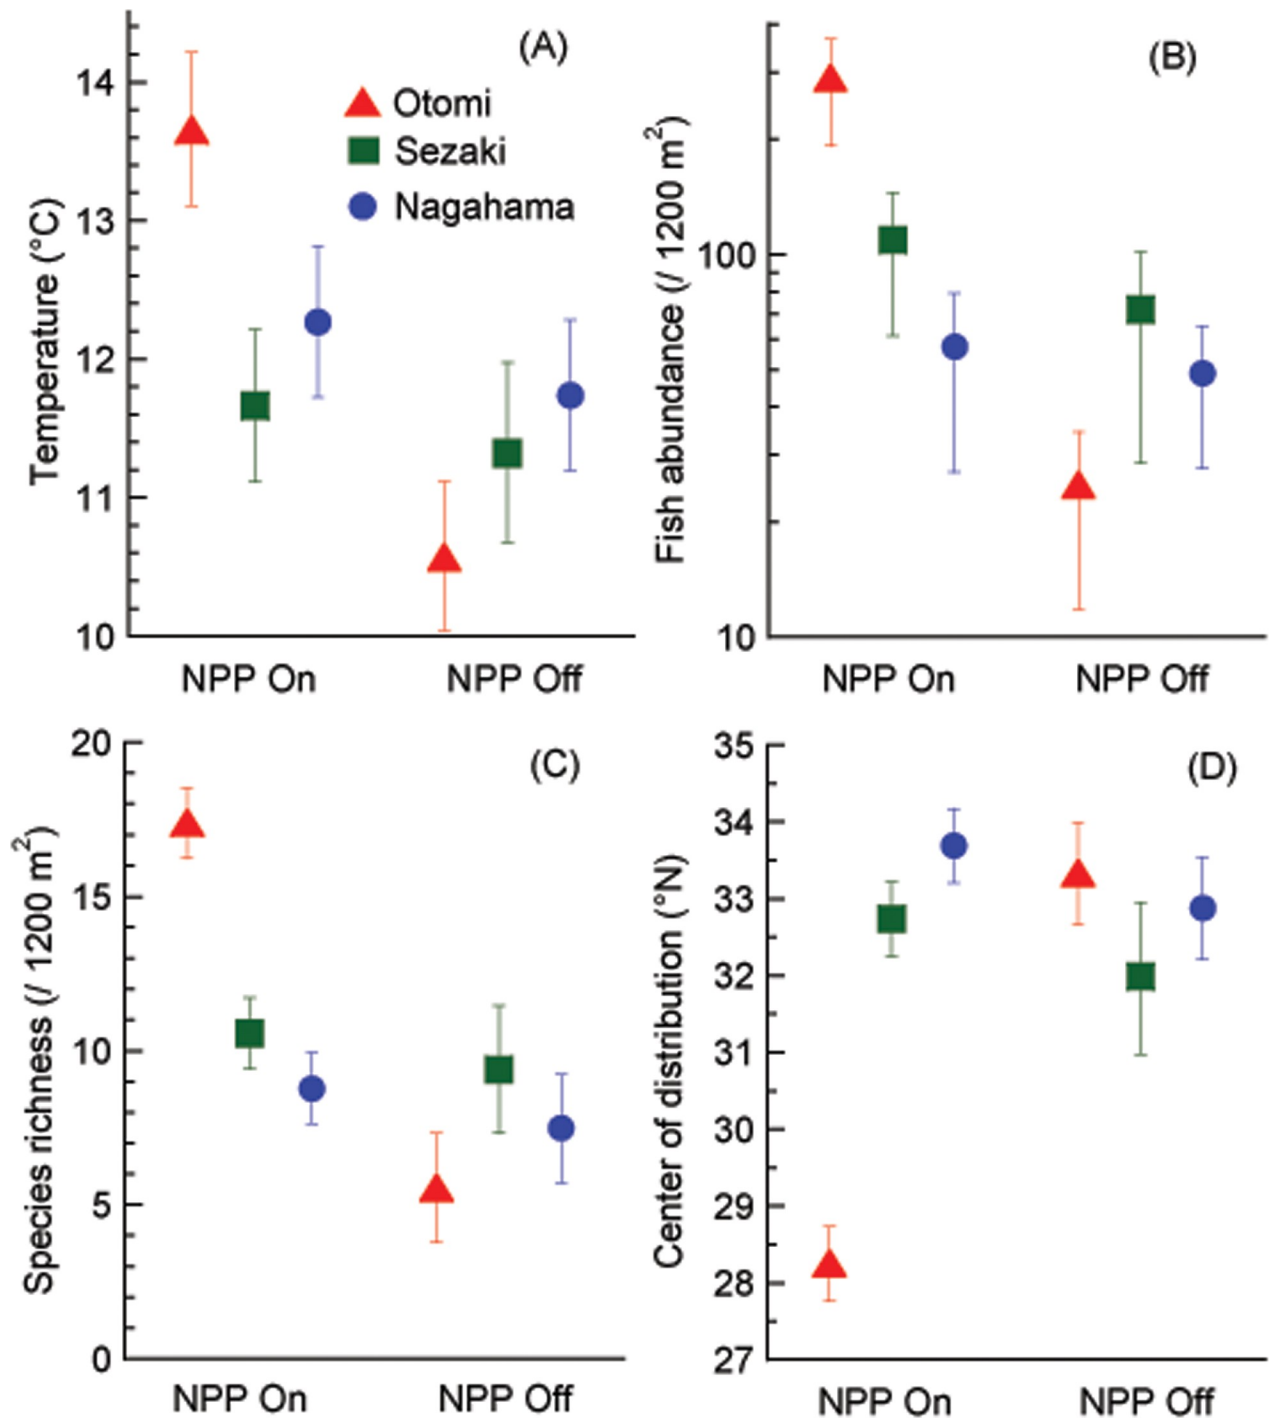 (A)
14
13
12
11
10
Temperature (°C)
Otomi
Sezaki
Nagahama
NPP On NPP Off
(B)
100
10
Fish abundance (/ 1200 m²)
NPP On NPP Off
(C)
20
15
10
5
0
Species richness (/ 1200 m²)
NPP On NPP Off
(D)
35
34
33
32
31
30
29
28
27
Center of distribution (°N)
NPP On NPP Off